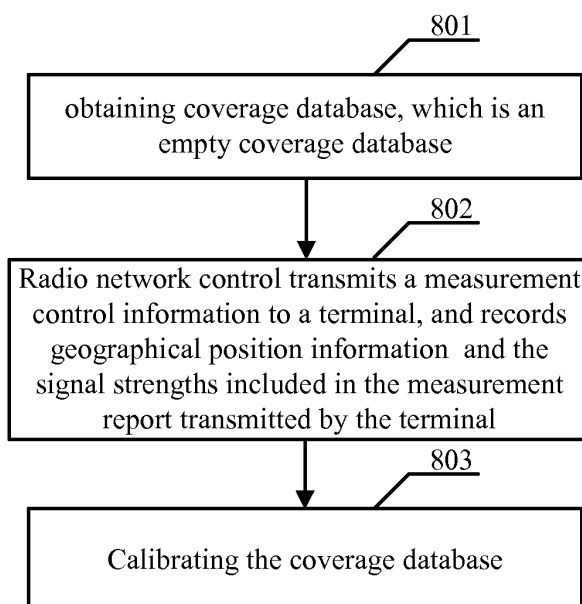 801
obtaining coverage database, which is an
empty coverage database
802
Radio network control transmits a measurement
control information to a terminal, and records
geographical position information and the
signal strengths included in the measurement
report transmitted by the terminal
803
Calibrating the coverage database